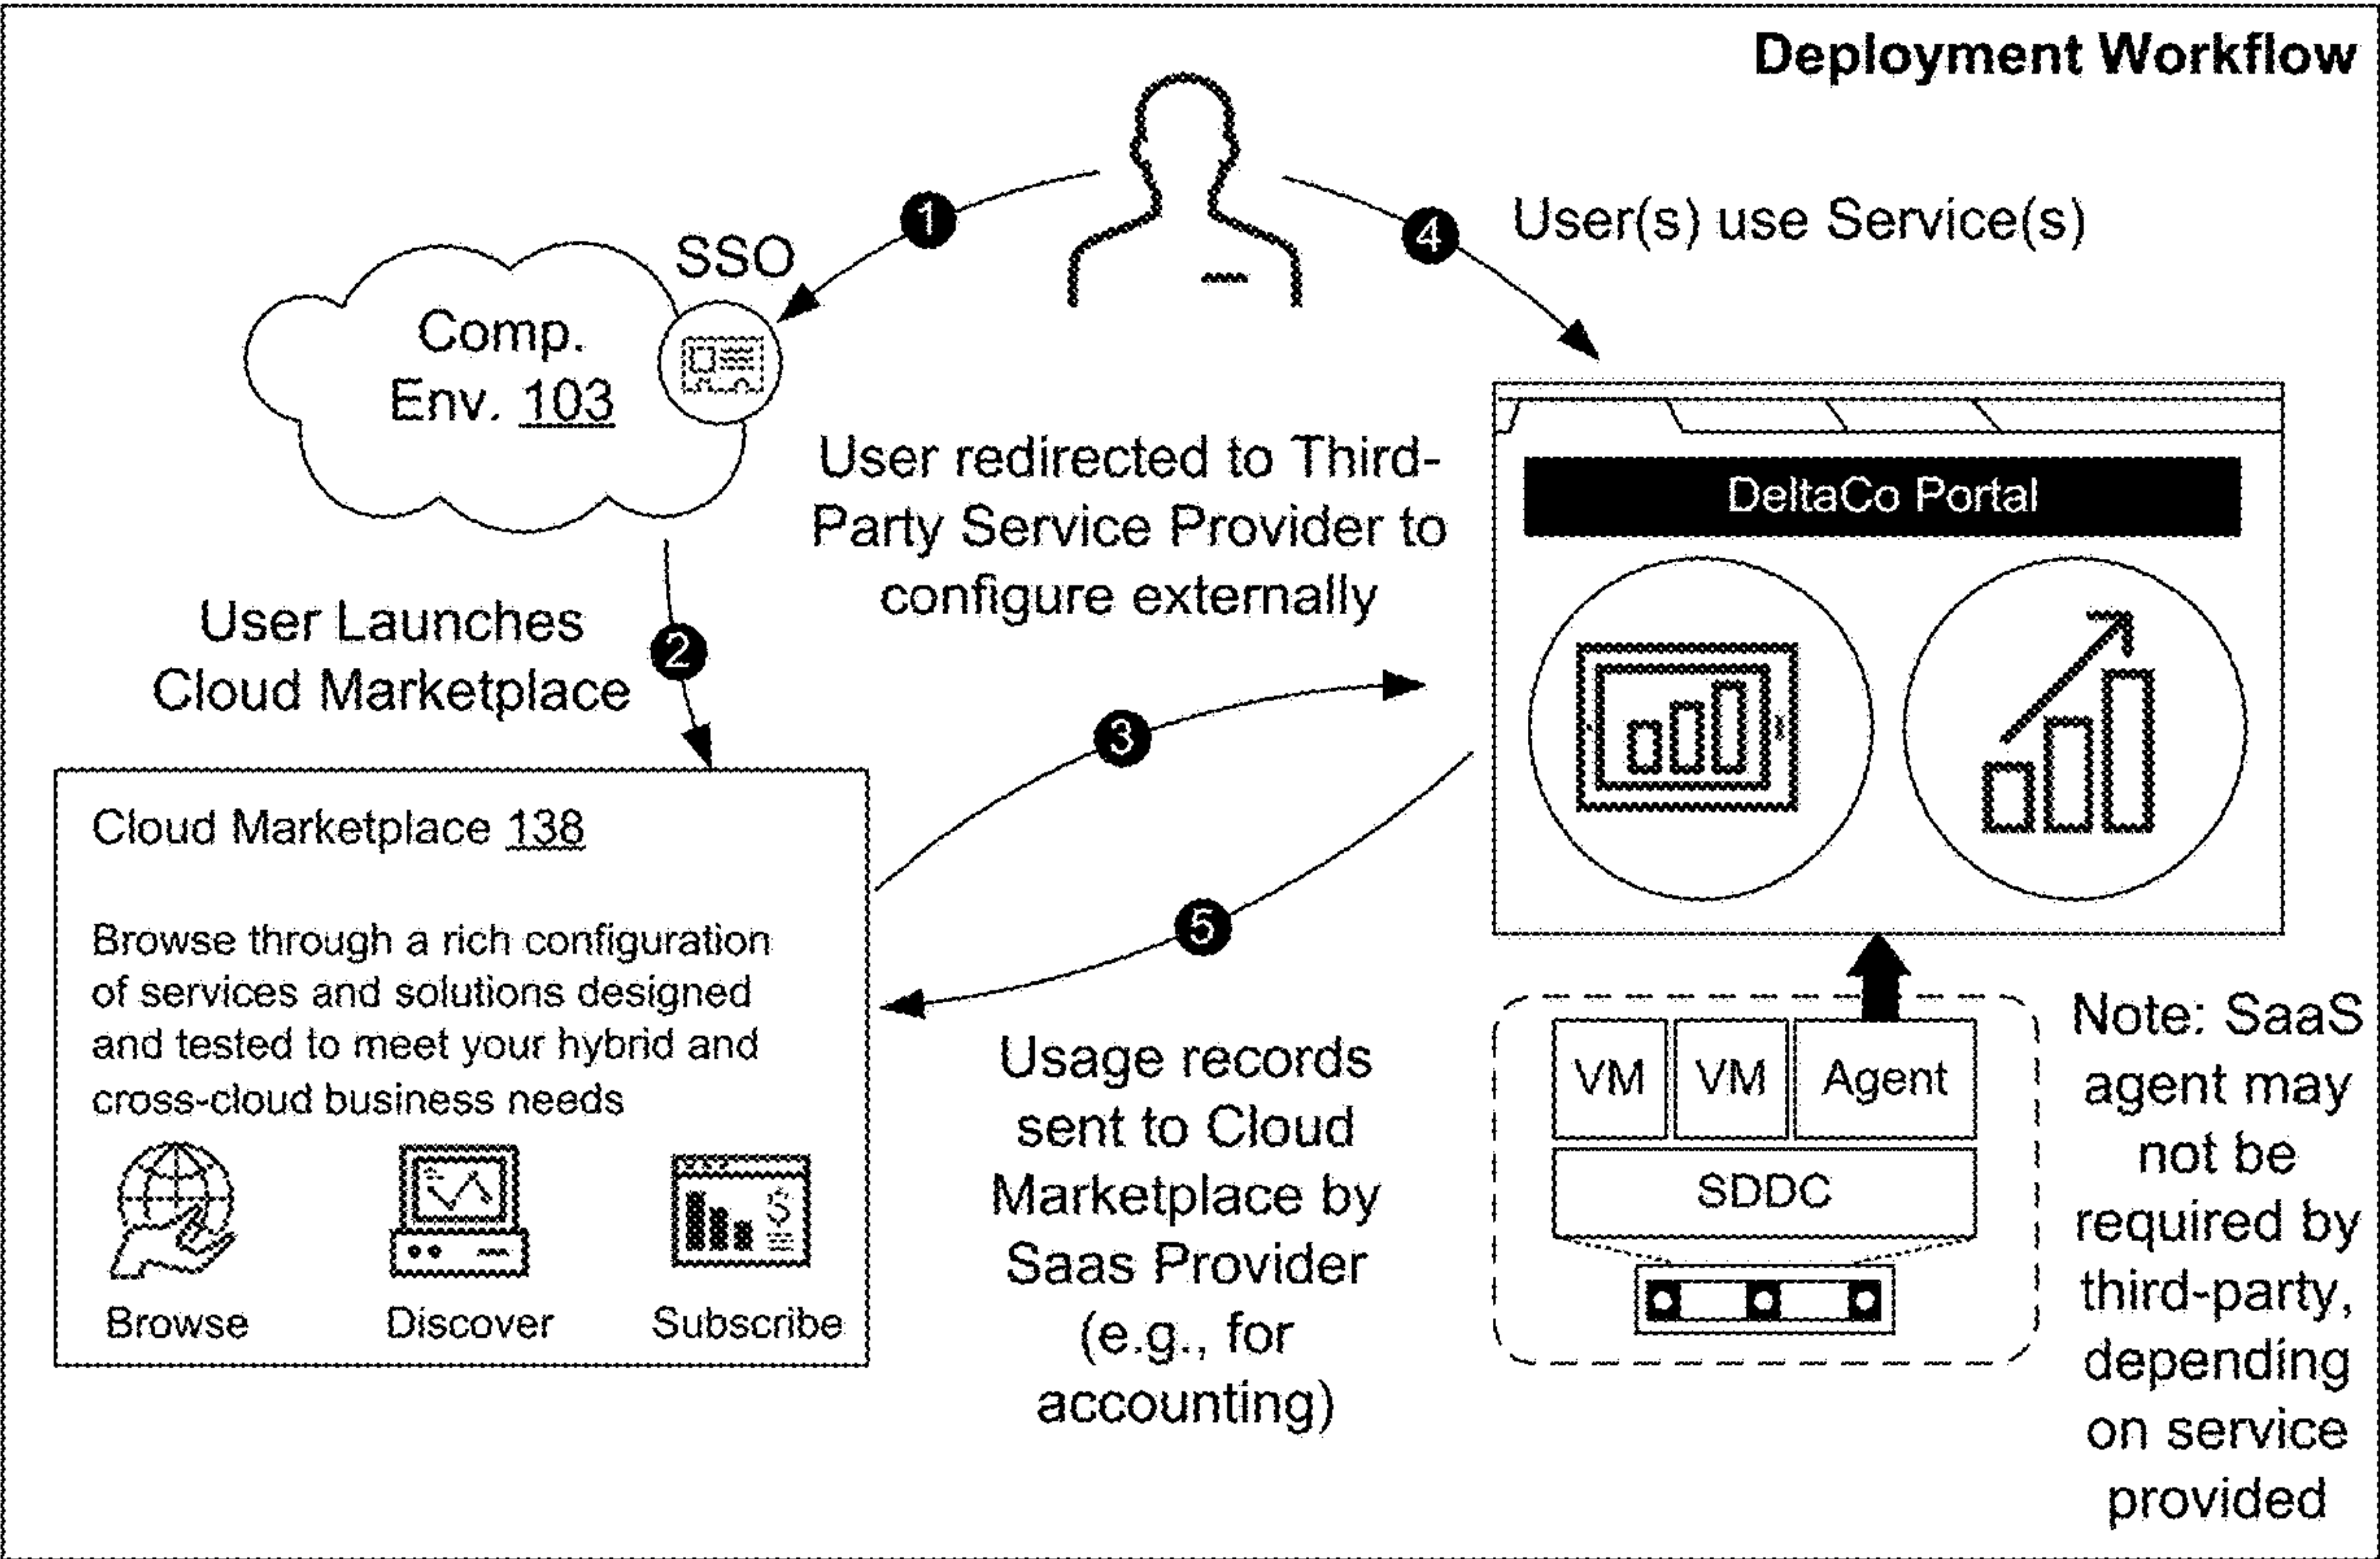 Deployment Workflow
1
SSO
4
User(s) use Service(s)
Comp.
Env. 103
User redirected to Third-
Party Service Provider to
configure externally
DeltaCo Portal
User Launches
Cloud Marketplace
2
3
Cloud Marketplace 138
Browse through a rich configuration
of services and solutions designed
and tested to meet your hybrid and
cross-cloud business needs
Browse
Discover
$
Subscribe
5
Usage records
sent to Cloud
Marketplace by
Saas Provider
(e.g., for
accounting)
VM
VM
Agent
SDDC
Note: SaaS
agent may
not be
required by
third-party,
depending
on service
provided